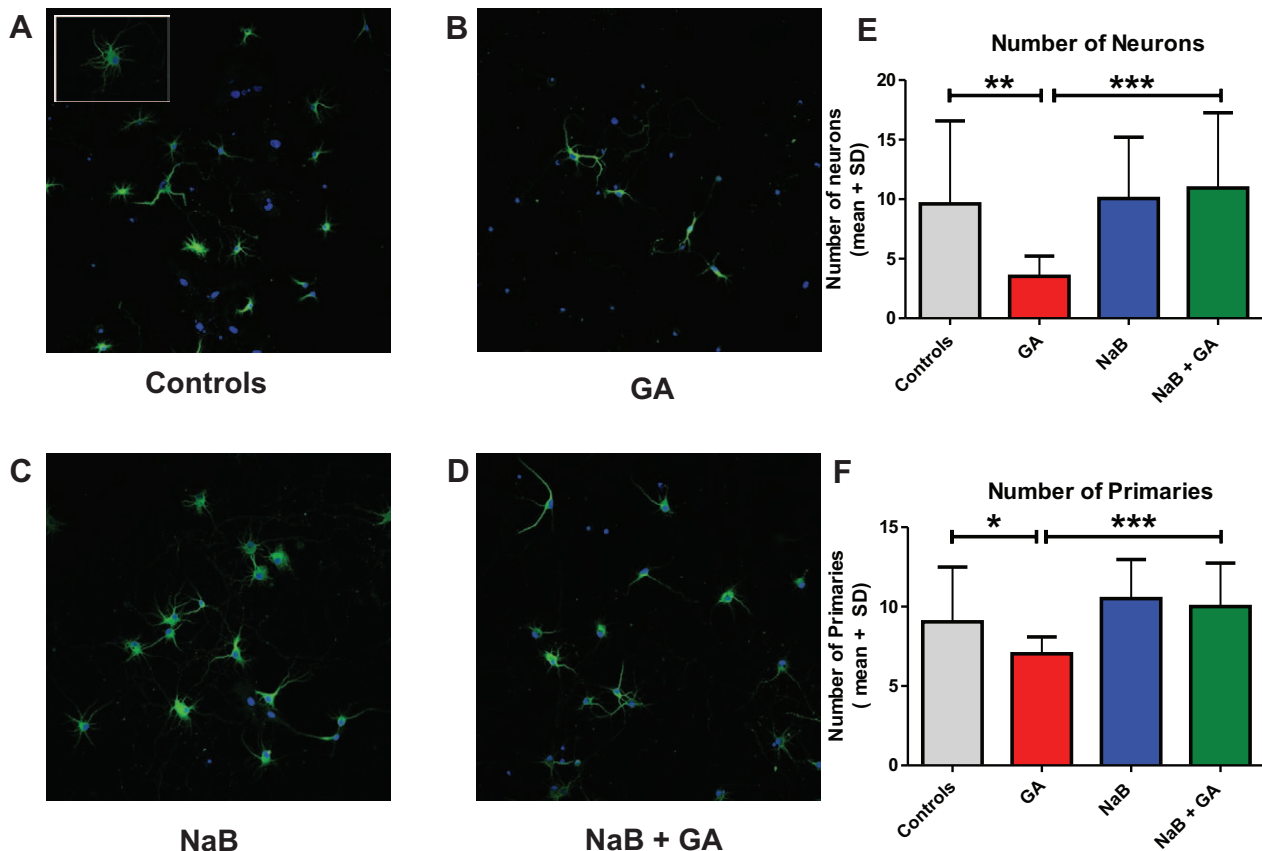 A
Controls
B
GA
C
NaB
D
NaB + GA
E
Number of Neurons
** ***
Number of neurons
(mean + SD)
20
15
10
5
0
Controls
GA
NaB
NaB + GA
F
Number of Primaries
* ***
Number of Primaries
( mean + SD)
15
10
5
0
Controls
GA
NaB
NaB + GA